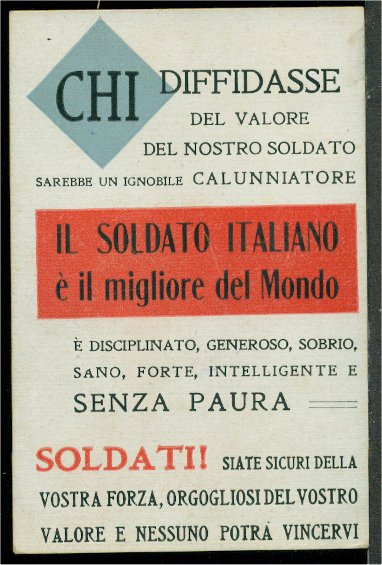 CHI DIFFIDASSE
DEL VALORE
DEL NOSTRO SOLDATO
SAREBBE UN IGNOBILE CALUNNIATORE
IL SOLDATO ITALIANO
è il migliore del Mondo
È DISCIPLINATO, GENEROSO, SOBRIO,
SANO, FORTE, INTELLIGENTE E
SENZA PAURA
SOLDATI! SIATE SICURI DELLA
VOSTRA FORZA, ORGOGLIOSI DEL VOSTRO
VALORE E NESSUNO POTRÁ VINCERVI